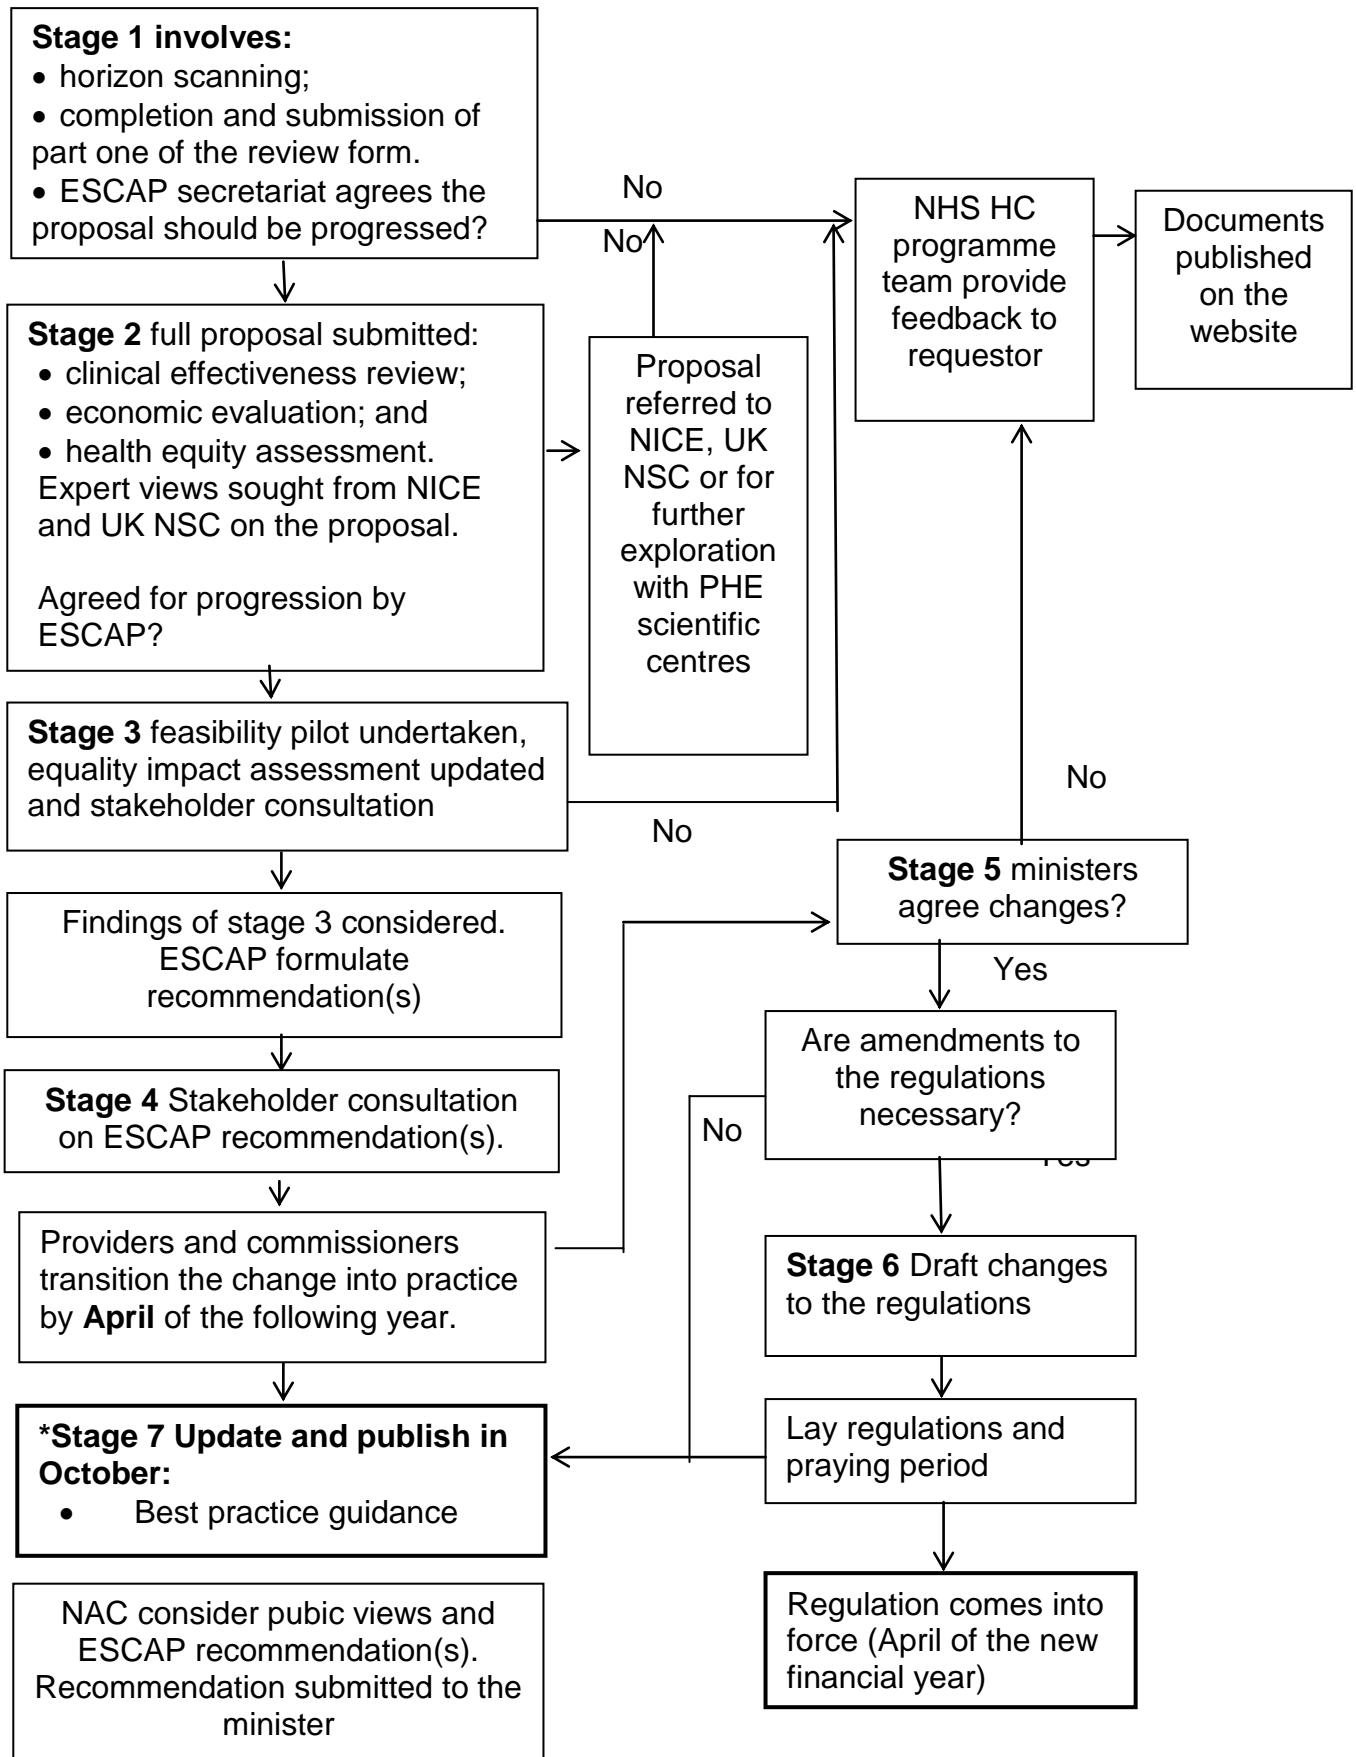 Stage 1 involves:
• horizon scanning;
• completion and submission of
part one of the review form.
• ESCAP secretariat agrees the
proposal should be progressed?
No
No
NHS HC
programme
team provide
feedback to
requestor
Documents
published
on the
website
Stage 2 full proposal submitted:
• clinical effectiveness review;
• economic evaluation; and
• health equity assessment.
Expert views sought from NICE
and UK NSC on the proposal.
Agreed for progression by
ESCAP?
Proposal
referred to
NICE, UK
NSC or for
further
exploration
with PHE
scientific
centres
Stage 3 feasibility pilot undertaken,
equality impact assessment updated
and stakeholder consultation
No
No
Stage 5 ministers
agree changes?
Yes
Findings of stage 3 considered.
ESCAP formulate
recommendation(s)
Are amendments to
the regulations
necessary?
No
Yes
Stage 4 Stakeholder consultation
on ESCAP recommendation(s).
Providers and commissioners
transition the change into practice
by April of the following year.
Stage 6 Draft changes
to the regulations
*Stage 7 Update and publish in
October:
• Best practice guidance
Lay regulations and
praying period
NAC consider pubic views and
ESCAP recommendation(s).
Recommendation submitted to the
minister
Regulation comes into
force (April of the new
financial year)